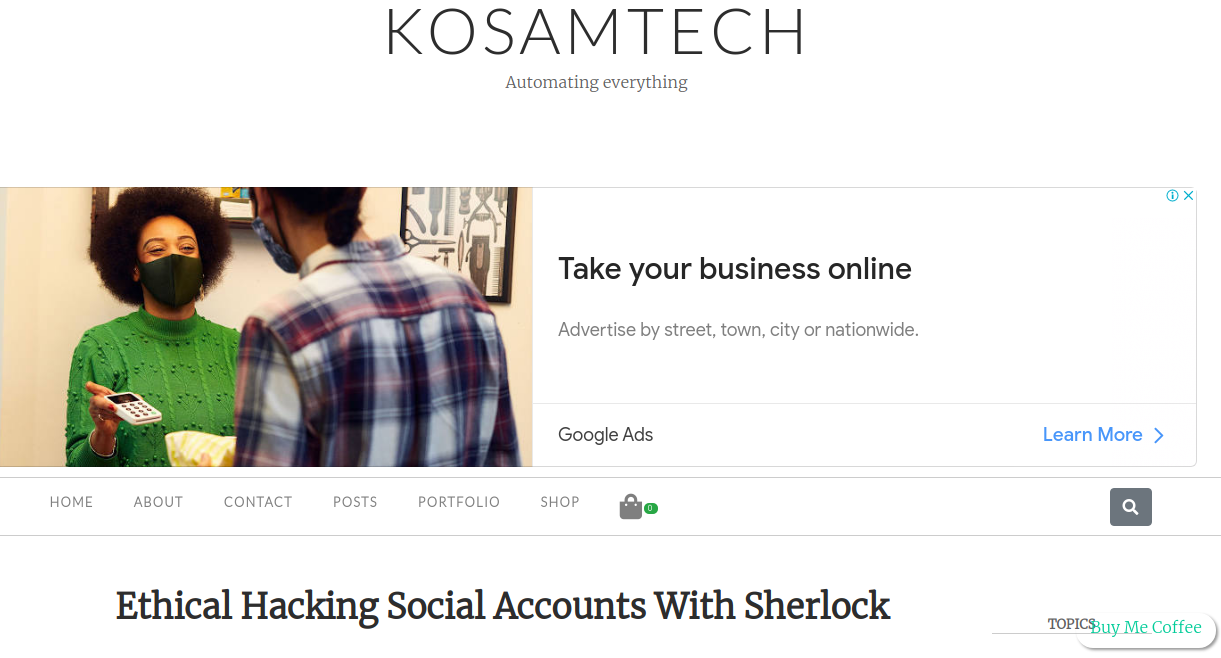 KOSAMTECH
Automating everything
Take your business online
Advertise by street, town, city or nationwide.
Google Ads
Learn More
HOME ABOUT CONTACT POSTS PORTFOLIO SHOP 0
Ethical Hacking Social Accounts With Sherlock
TOPICS
Buy Me Coffee